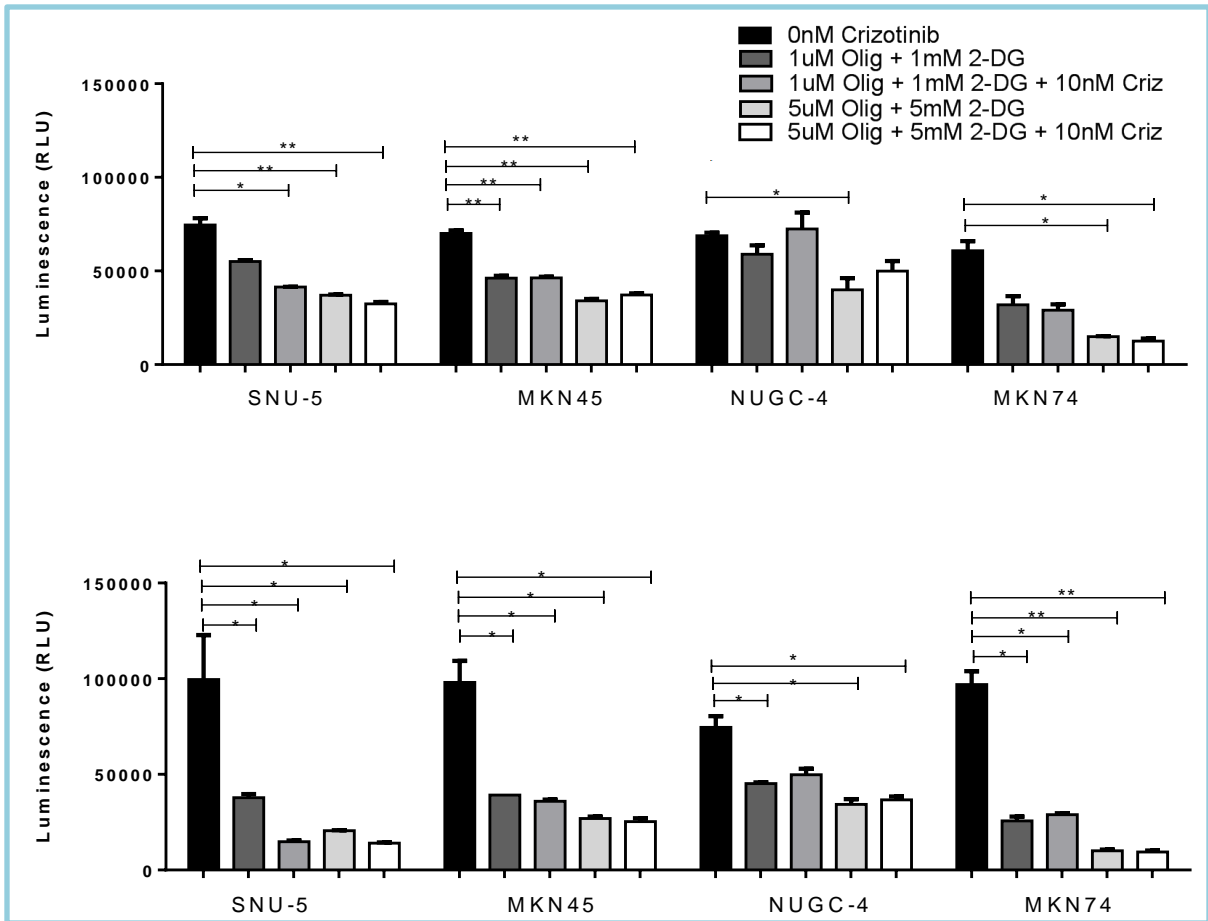 0nM Crizotinib
1uM Olig + 1mM 2-DG
1uM Olig + 1mM 2-DG + 10nM Criz
5uM Olig + 5mM 2-DG
5uM Olig + 5mM 2-DG + 10nM Criz
Luminescence (RLU)
150000
100000
50000
0
** ** *
** ** ** **
*
* *
SNU-5 MKN45 NUGC-4 MKN74
Luminescence (RLU)
150000
100000
50000
0
* * * *
* * * *
* * *
** ** * *
SNU-5 MKN45 NUGC-4 MKN74